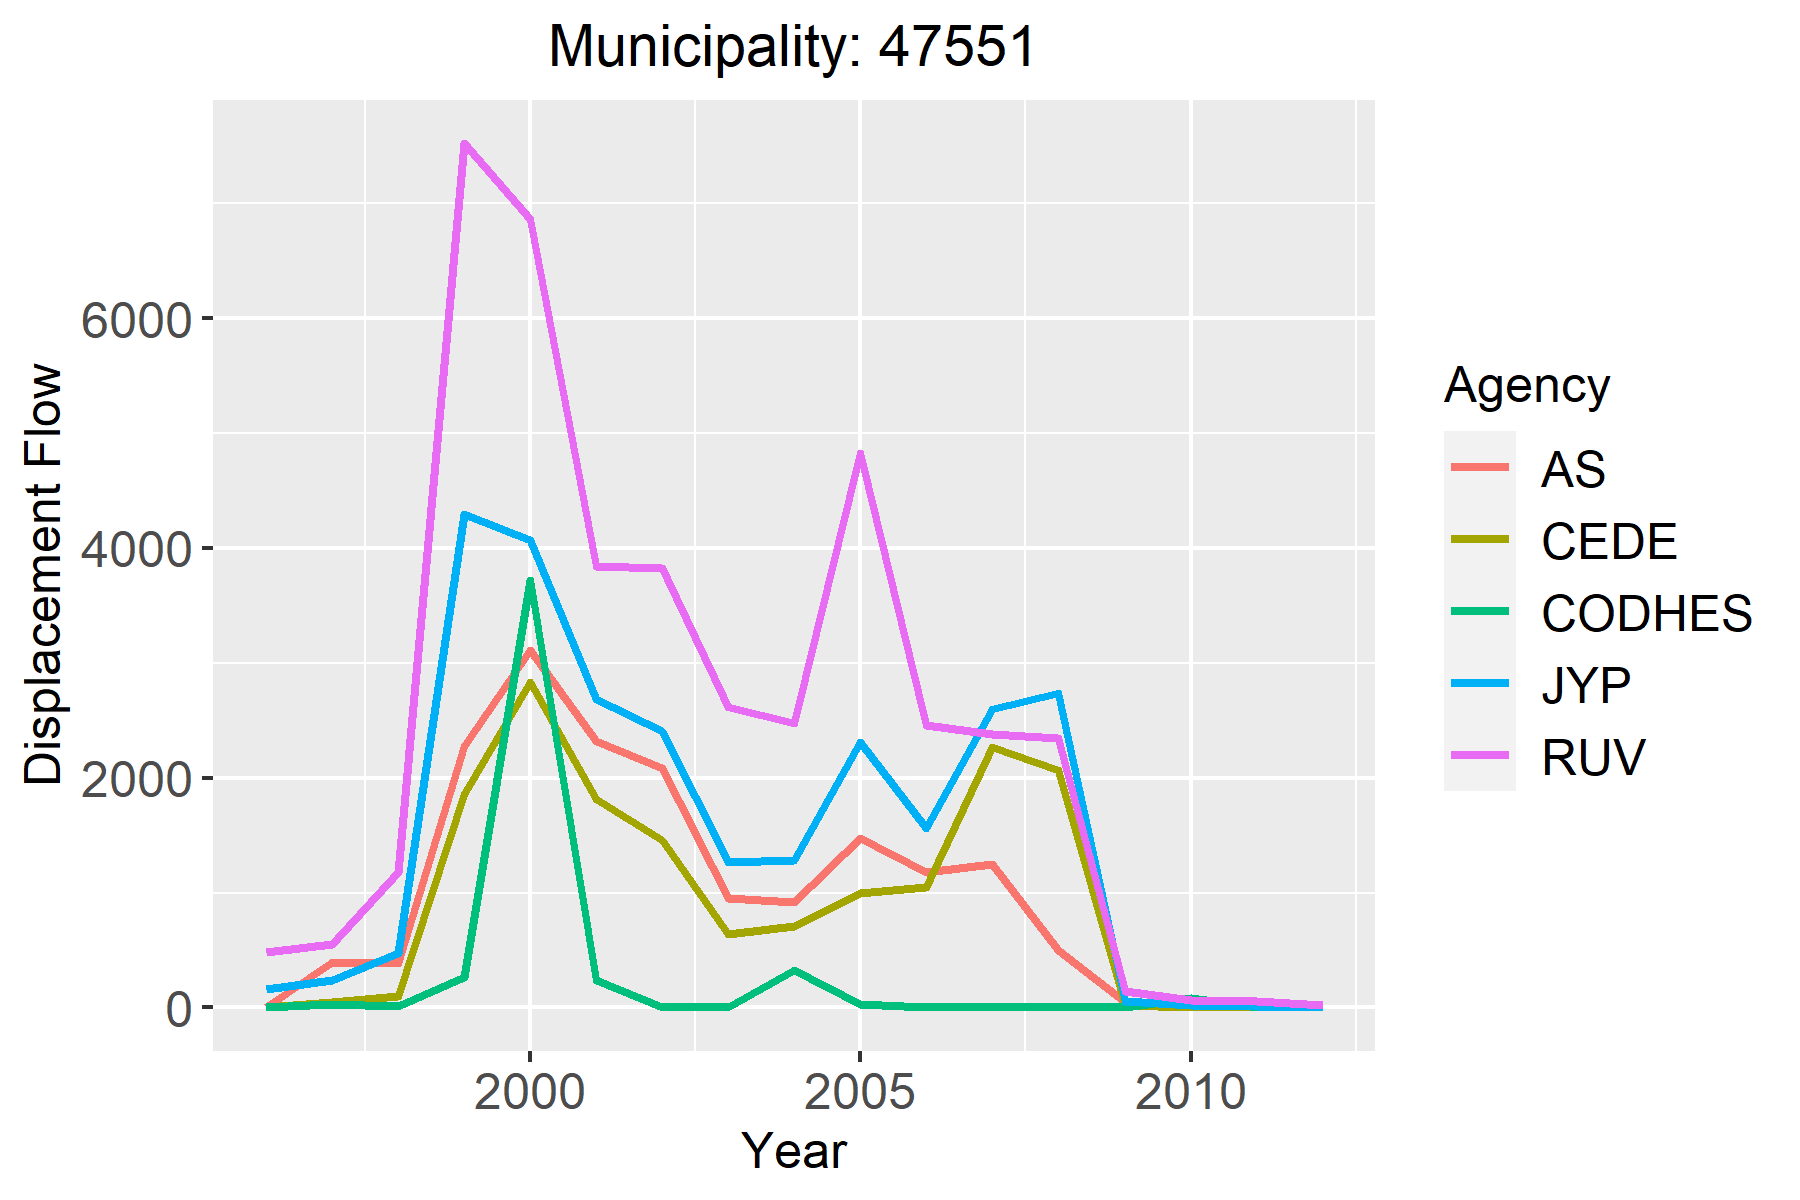 Municipality: 47551
Displacement Flow
6000
4000
2000
0
2000
2005
2010
Year
Agency
AS
CEDE
CODHES
JYP
RUV